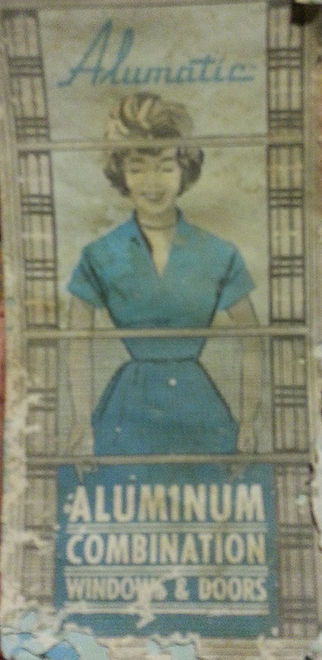 Alumatic
ALUMINUM
COMBINATION
WINDOWS & DOORS